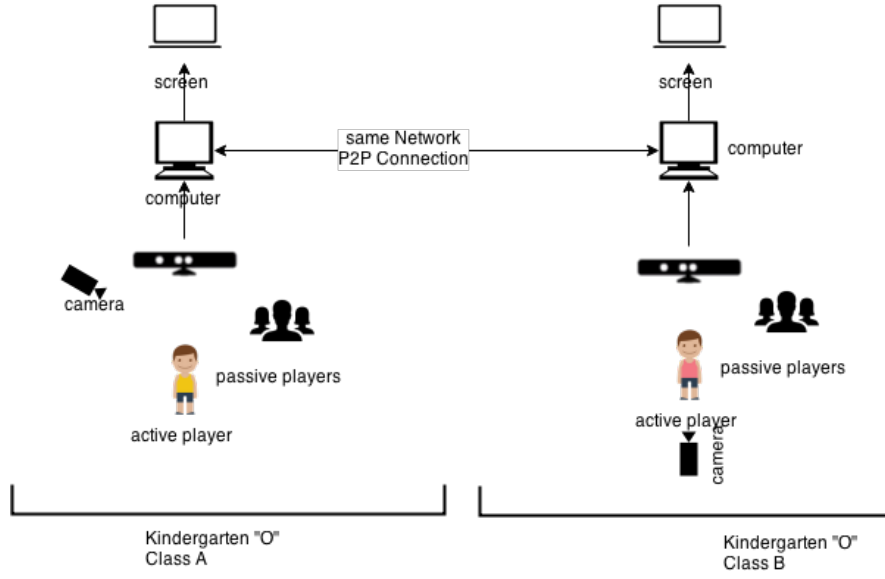 screen
screen
same Network
P2P Connection
computer
computer
camera
passive players
passive players
active player
active player
camera
Kindergarten "O"
Class A
Kindergarten "O"
Class B